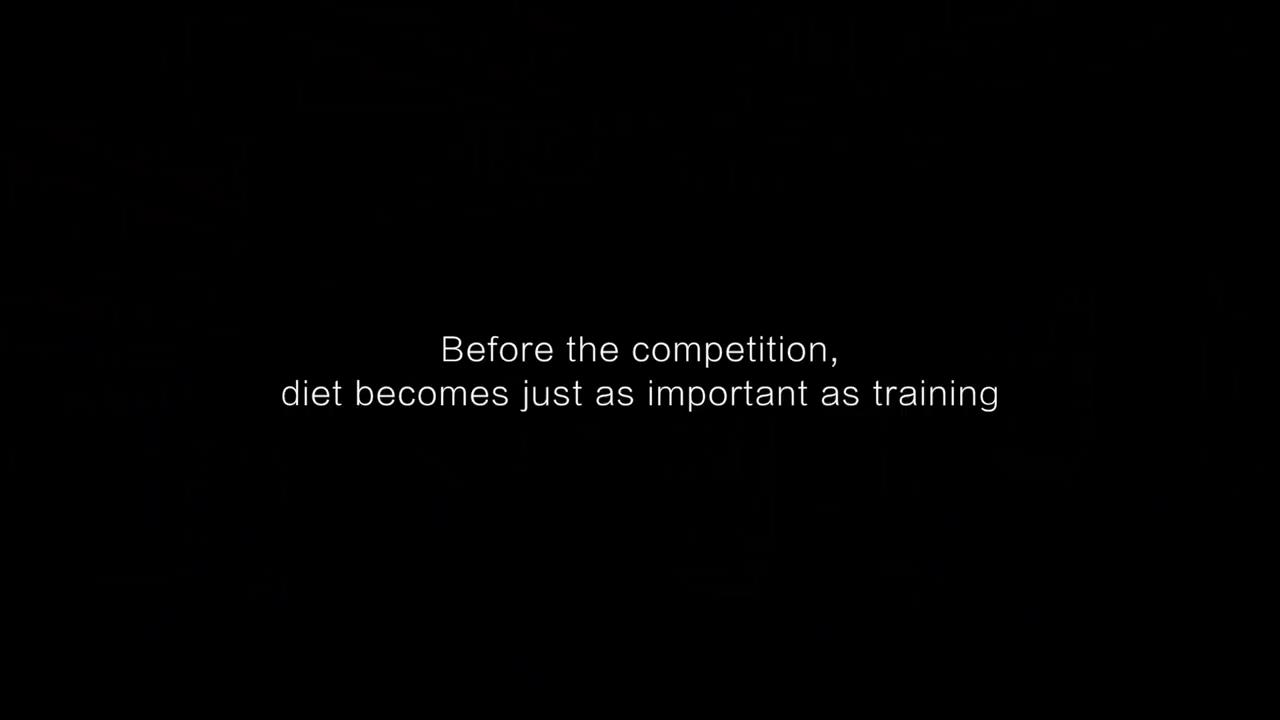 Before the competition,
diet becomes just as important as training